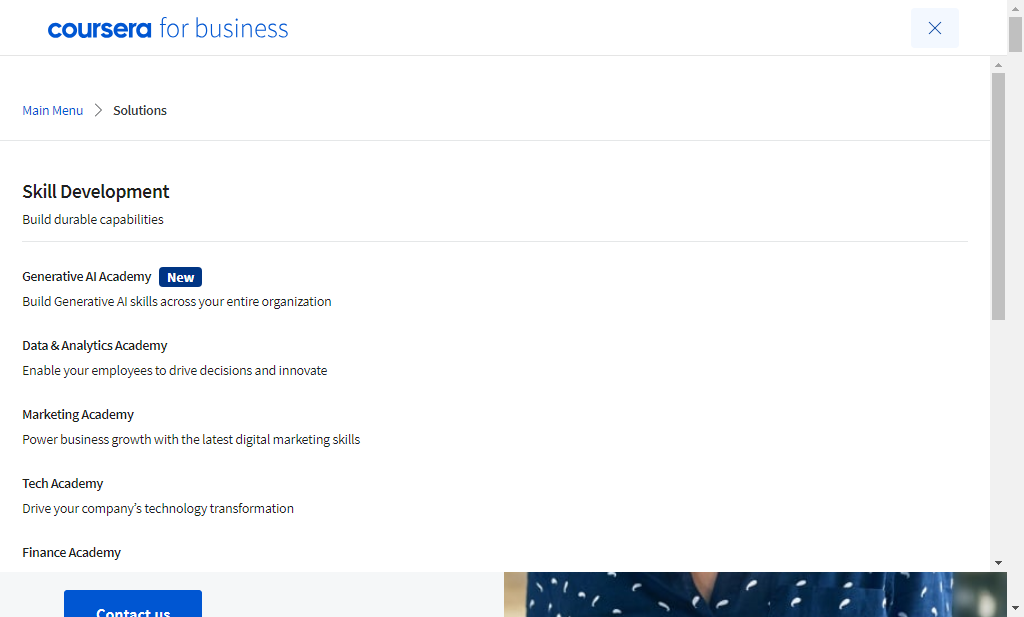 coursera for business
Main Menu
Solutions
Skill Development
Build durable capabilities
Generative AI Academy New
Build Generative AI skills across your entire organization
Data & Analytics Academy
Enable your employees to drive decisions and innovate
Marketing Academy
Power business growth with the latest digital marketing skills
Tech Academy
Drive your company’s technology transformation
Finance Academy
Contact us